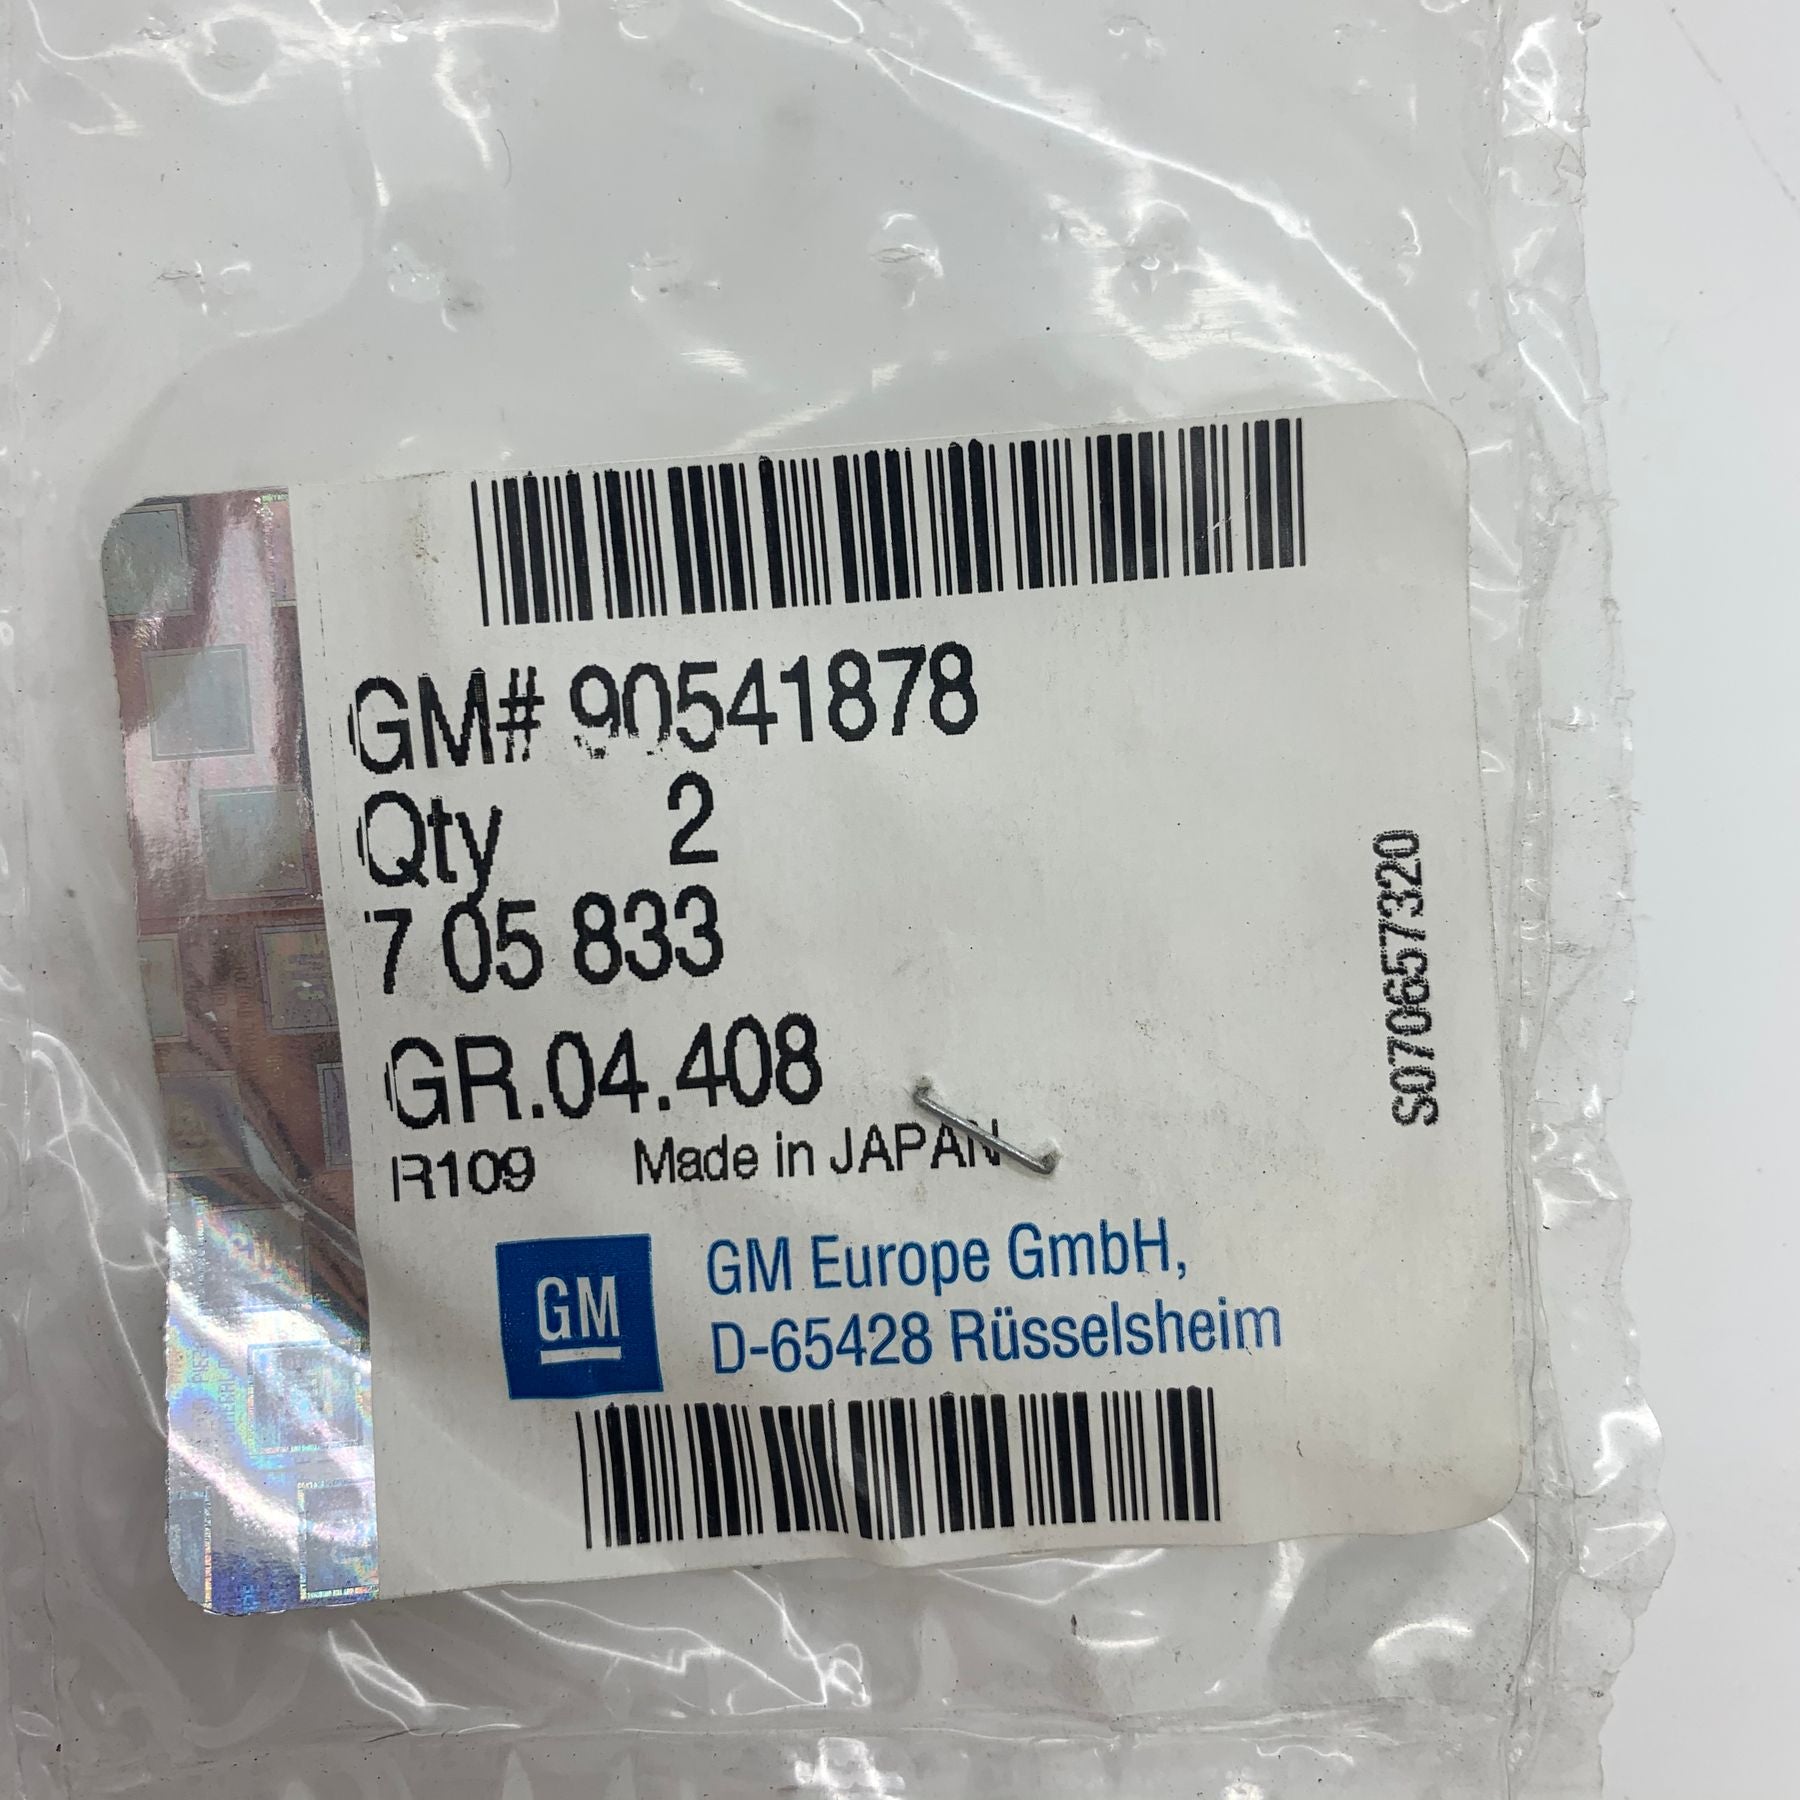 GM# 90541878
Qty 2
7 05 833
GR.04.408
R109 Made in JAPAN
S070657320
GM
GM Europe GmbH,
D-65428 Rüsselsheim